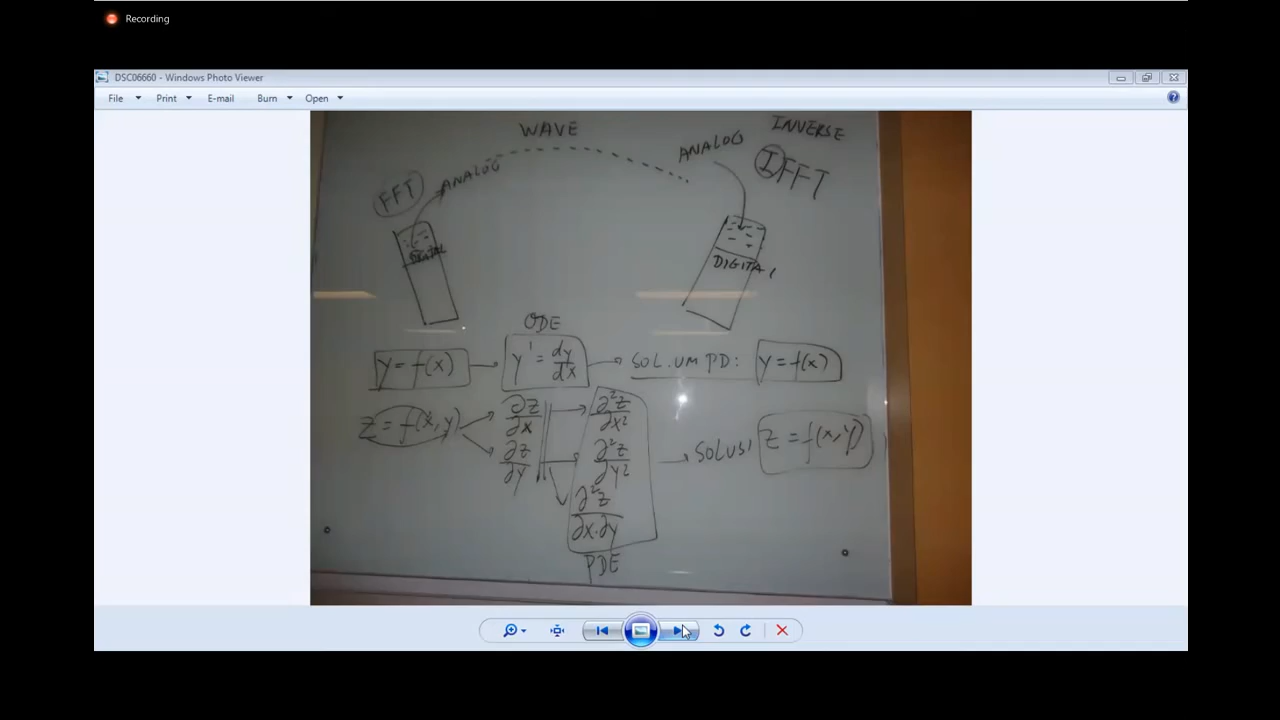 Recording
DSC06660 - Windows Photo Viewer
File Print E-mail Burn Open
WAVE
INVERSE
ANALOG
ANALOG
IFFT
FFT
DIGITAL
DIGITAL
ODE
y = f(x) → y' = dy/dx → SOL.UM PD: y = f(x)
z = f(x,y)
∂z/∂x
∂z/∂y
∂²z/∂x²
∂²z/∂y²
∂²z/∂x.∂y
→ SOLUSI z = f(x,y)
PDE